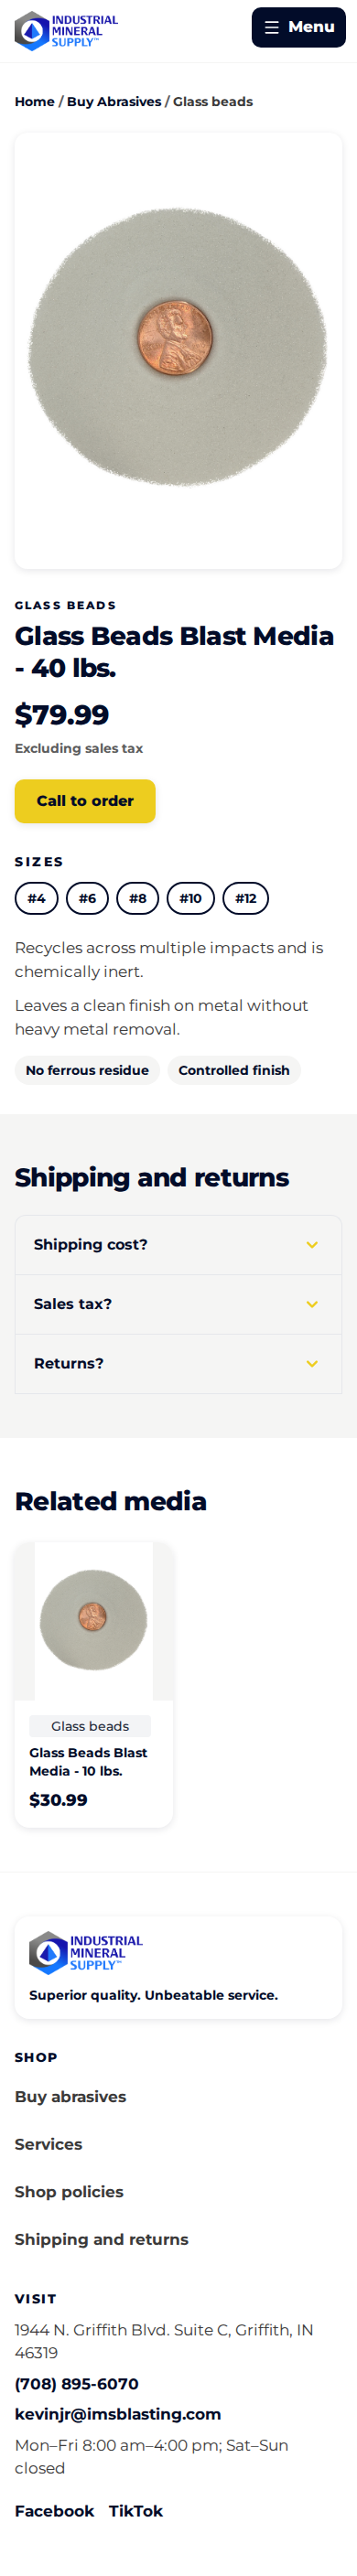 INDUSTRIAL
MINERAL
SUPPLY™
Menu
Home / Buy Abrasives / Glass beads
GLASS BEADS
Glass Beads Blast Media
- 40 lbs.
$79.99
Excluding sales tax
Call to order
SIZES
#4 #6 #8 #10 #12
Recycles across multiple impacts and is
chemically inert.
Leaves a clean finish on metal without
heavy metal removal.
No ferrous residue Controlled finish
Shipping and returns
Shipping cost?
Sales tax?
Returns?
Related media
Glass beads
Glass Beads Blast
Media - 10 lbs.
$30.99
INDUSTRIAL
MINERAL
SUPPLY™
Superior quality. Unbeatable service.
SHOP
Buy abrasives
Services
Shop policies
Shipping and returns
VISIT
1944 N. Griffith Blvd. Suite C, Griffith, IN
46319
(708) 895-6070
kevinjr@imsblasting.com
Mon–Fri 8:00 am–4:00 pm; Sat–Sun
closed
Facebook TikTok